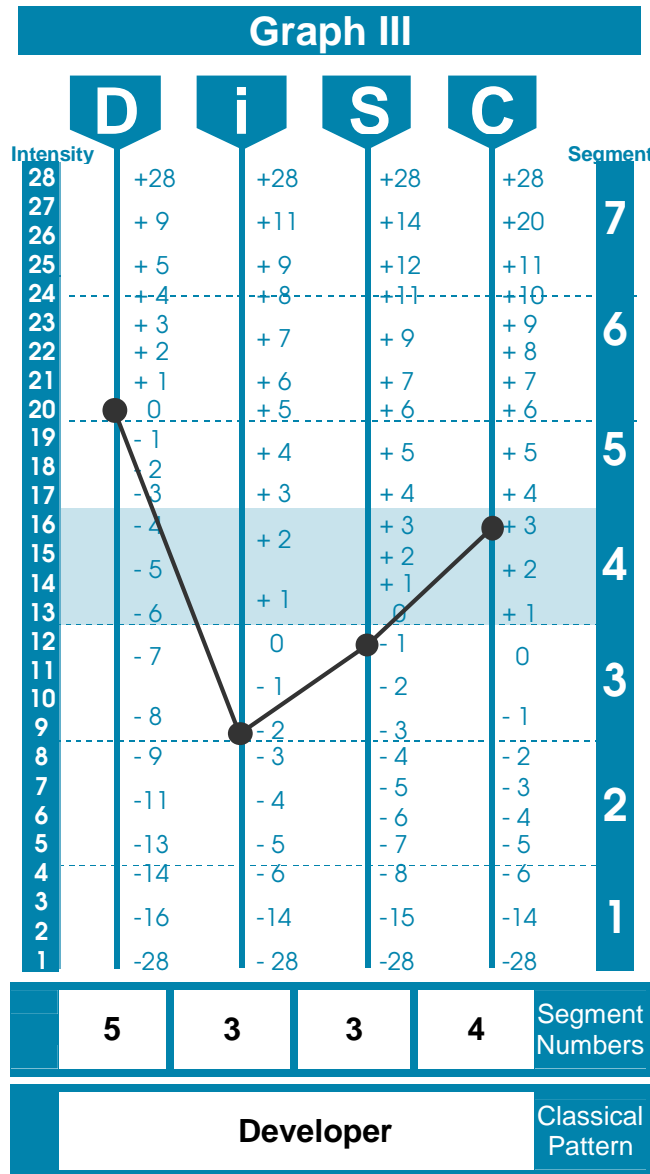 Graph III
D i S C
Intensity Segment
28 +28 +28 +28 +28
27
+ 9 +11 +14 +20 7
26
25 + 5 + 9 +12 +11
24 + 4 + 8 +11 +10
23 + 3 + 9
+ 7 + 9 6
22 + 2 + 8
21 + 1 + 6 + 7 + 7
20 0 + 5 + 6 + 6
19 - 1
+ 4 + 5 + 5 5
18 - 2
17 - 3 + 3 + 4 + 4
16 - 4 + 3 + 3
+ 2
15 + 2
- 5 + 2 4
14 + 1
+ 1
13 - 6 0 + 1
12 0 - 1
- 7 0
11
- 1 - 2 3
10
- 8 - 1
9 - 2 - 3
8 - 9 - 3 - 4 - 2
7 - 5 - 3
-11 - 4 2
6 - 6 - 4
5 -13 - 5 - 7 - 5
4 -14 - 6 - 8 - 6
3
-16 -14 -15 -14 1
2
1 -28 - 28 -28 -28
5 3 3 4 Segment
Numbers
Developer Classical
Pattern